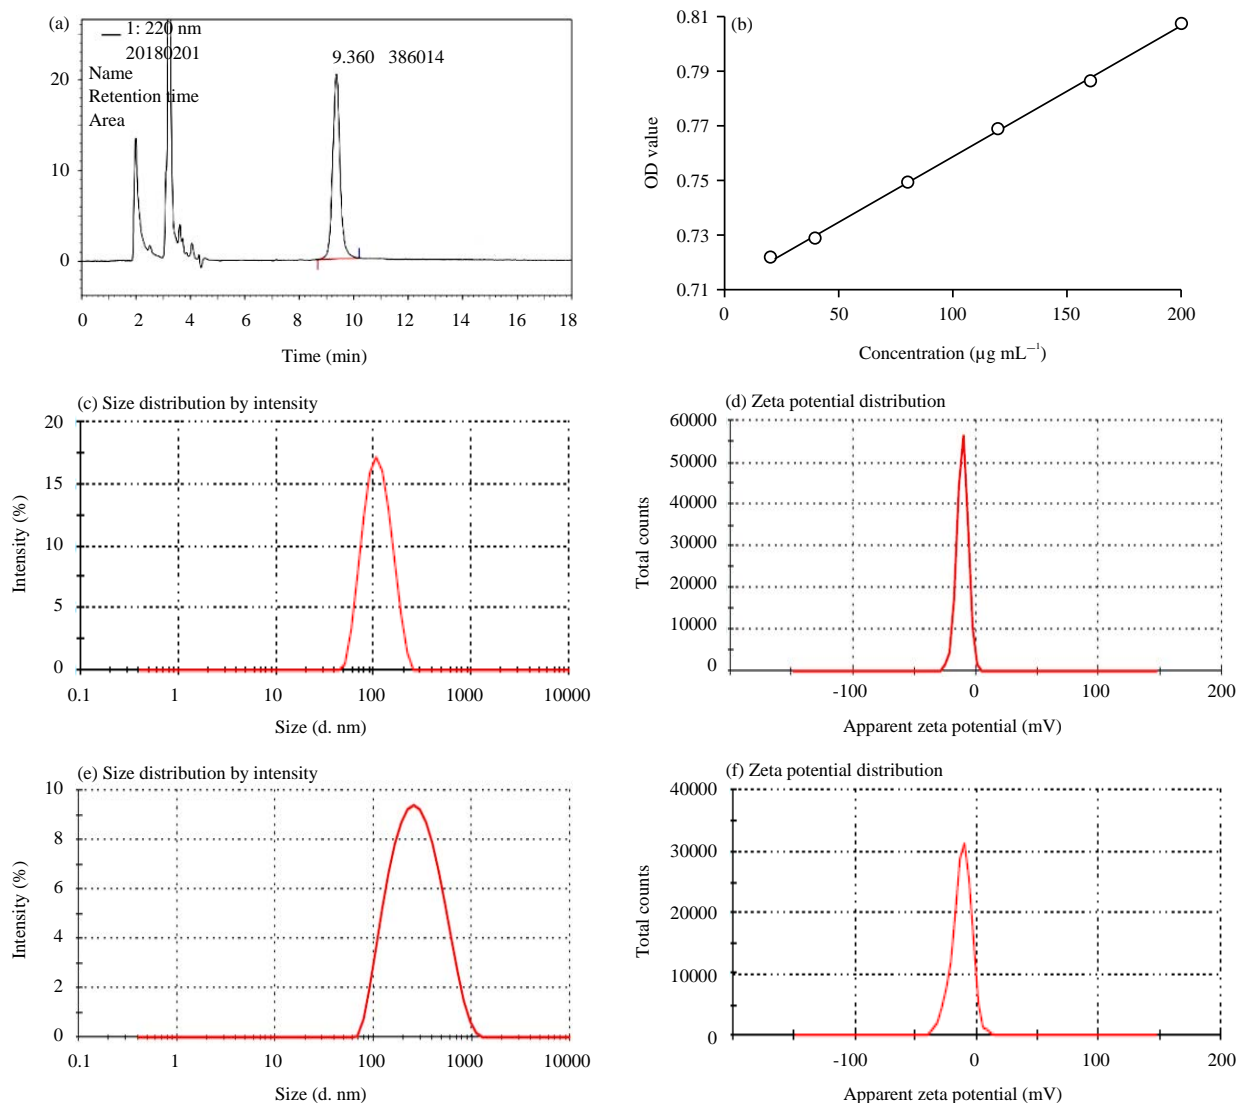 (a)
1: 220 nm
20180201
Name
Retention time
Area
9.360 386014
20
10
0
0 2 4 6 8 10 12 14 16 18
Time (min)
(b)
0.81
0.79
0.77
0.75
0.73
0.71
OD value
0 50 100 150 200
Concentration (µg mL⁻¹)
(c) Size distribution by intensity
20
15
10
5
0
Intensity (%)
0.1 1 10 100 1000 10000
Size (d. nm)
(d) Zeta potential distribution
60000
50000
40000
30000
20000
10000
0
Total counts
-100 0 100 200
Apparent zeta potential (mV)
(e) Size distribution by intensity
10
8
6
4
2
0
Intensity (%)
0.1 1 10 100 1000 10000
Size (d. nm)
(f) Zeta potential distribution
40000
30000
20000
10000
0
Total counts
-100 0 100 200
Apparent zeta potential (mV)